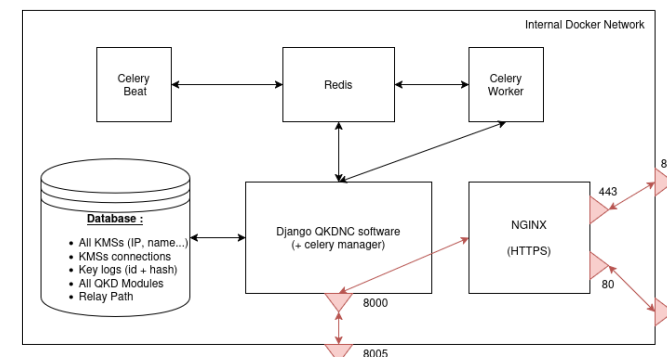 Internal Docker Network
Celery
Beat
Redis
Celery
Worker
Database :
All KMSs (IP, name...)
KMSs connections
Key logs (id + hash)
All QKD Modules
Relay Path
Django QKDNC software
(+ celery manager)
NGINX
(HTTPS)
443
80
8000
8005